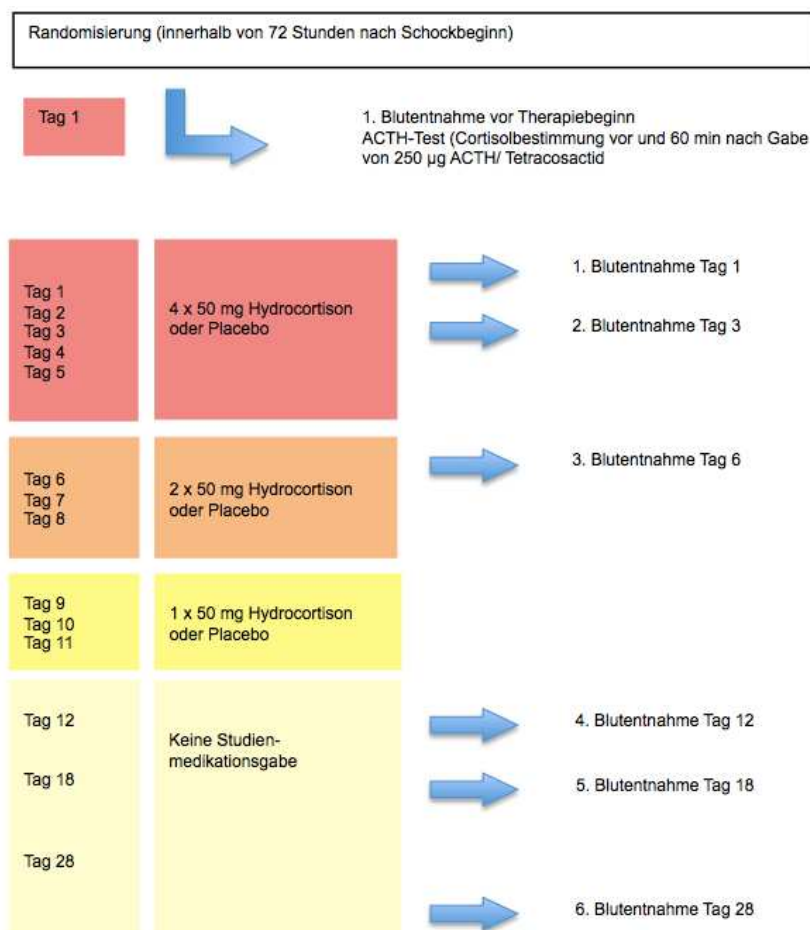 Randomisierung (innerhalb von 72 Stunden nach Schockbeginn)
Tag 1
1. Blutentnahme vor Therapiebeginn
ACTH-Test (Cortisolbestimmung vor und 60 min nach Gabe
von 250 µg ACTH/ Tetracosactid
Tag 1
Tag 2
Tag 3
Tag 4
Tag 5
4 x 50 mg Hydrocortison
oder Placebo
1. Blutentnahme Tag 1
2. Blutentnahme Tag 3
Tag 6
Tag 7
Tag 8
2 x 50 mg Hydrocortison
oder Placebo
3. Blutentnahme Tag 6
Tag 9
Tag 10
Tag 11
1 x 50 mg Hydrocortison
oder Placebo
Tag 12
Tag 18
Tag 28
Keine Studien-
medikationsgabe
4. Blutentnahme Tag 12
5. Blutentnahme Tag 18
6. Blutentnahme Tag 28